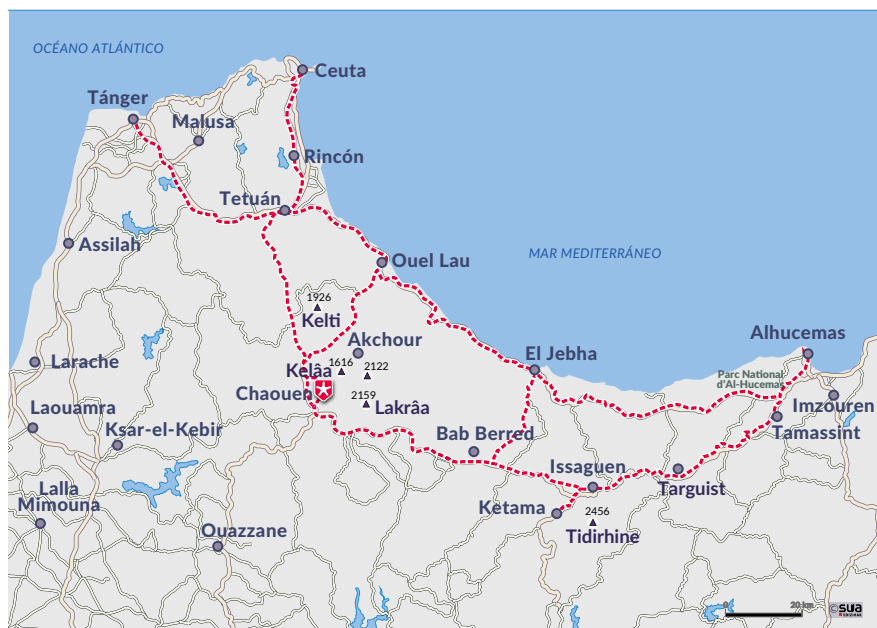 OCÉANO ATLÁNTICO
Ceuta
Tánger
Malusa
Rincón
Tetuán
Assilah
Ouel Lau
MAR MEDITERRÁNEO
1926
Kelti
Akchour
Alhucemas
Larache
Kelâa
1616
2122
El Jebha
Parc National
d'Al-Hucemas
Chaouen
2159
Lakrâa
Imzouren
Laouamra
Ksar-el-Kebir
Bab Berred
Tamassint
Issaguen
Targuist
Lalla
Mimouna
Ketama
2456
Tidirhine
Ouazzane
0
20 km
©sua